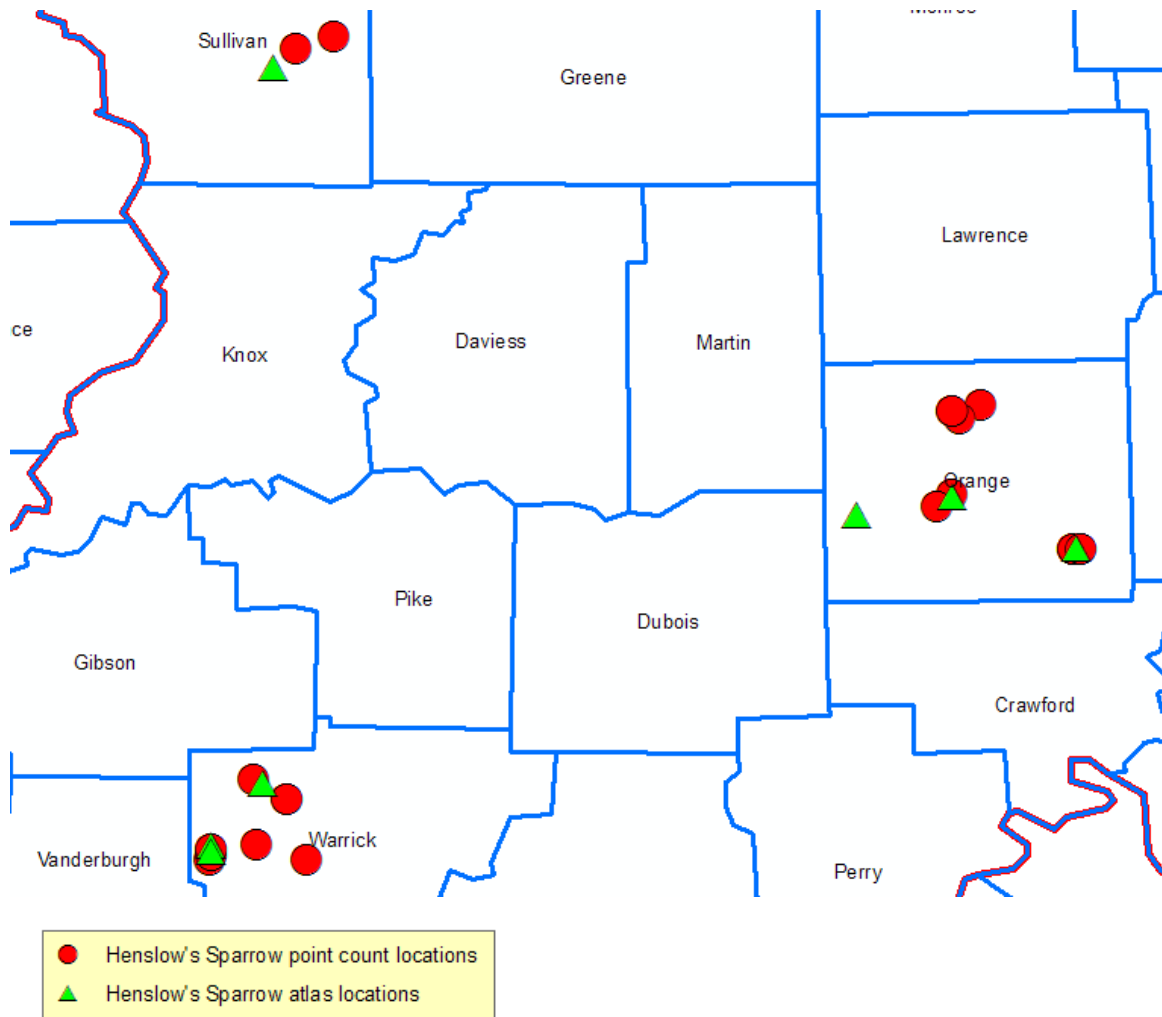 Sullivan
Greene
Lawrence
ce
Knox
Daviess
Martin
Orange
Pike
Dubois
Gibson
Crawford
Warrick
Vanderburgh
Perry
Henslow's Sparrow point count locations
Henslow's Sparrow atlas locations